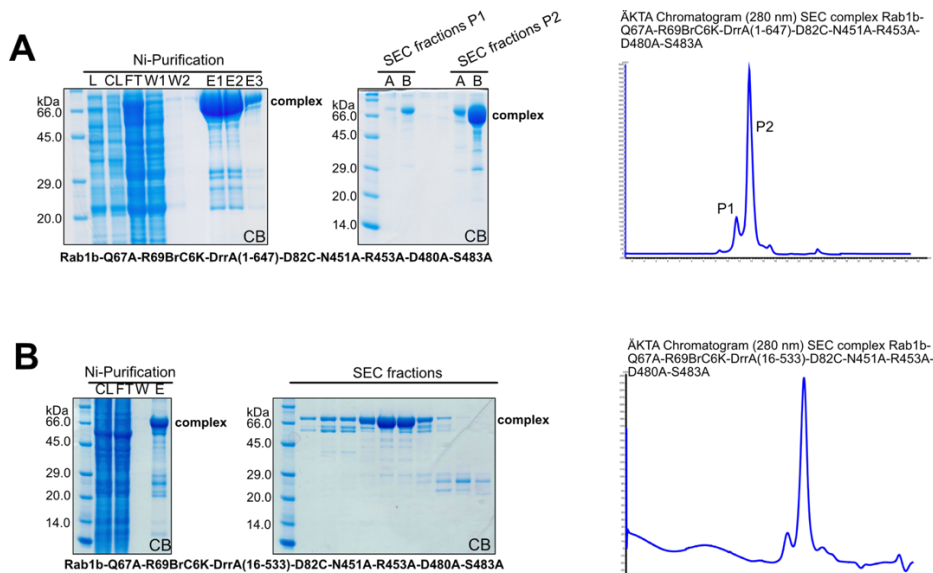 A
Ni-Purification
L CL FT W1 W2 E1 E2 E3
kDa
66.0
45.0
29.0
20.0
complex
CB
SEC fractions P1
SEC fractions P2
A B
A B
kDa
66.0
45.0
29.0
20.0
14.0
complex
CB
Rab1b-Q67A-R69BrC6K-DrrA(1-647)-D82C-N451A-R453A-D480A-S483A
ÄKTA Chromatogram (280 nm) SEC complex Rab1b-
Q67A-R69BrC6K-DrrA(1-647)-D82C-N451A-R453A-
D480A-S483A
P1
P2
B
Ni-Purification
CL FT W E
kDa
66.0
45.0
29.0
20.0
14.0
complex
CB
SEC fractions
kDa
66.0
45.0
29.0
20.0
14.0
complex
CB
Rab1b-Q67A-R69BrC6K-DrrA(16-533)-D82C-N451A-R453A-D480A-S483A
ÄKTA Chromatogram (280 nm) SEC complex Rab1b-
Q67A-R69BrC6K-DrrA(16-533)-D82C-N451A-R453A-
D480A-S483A